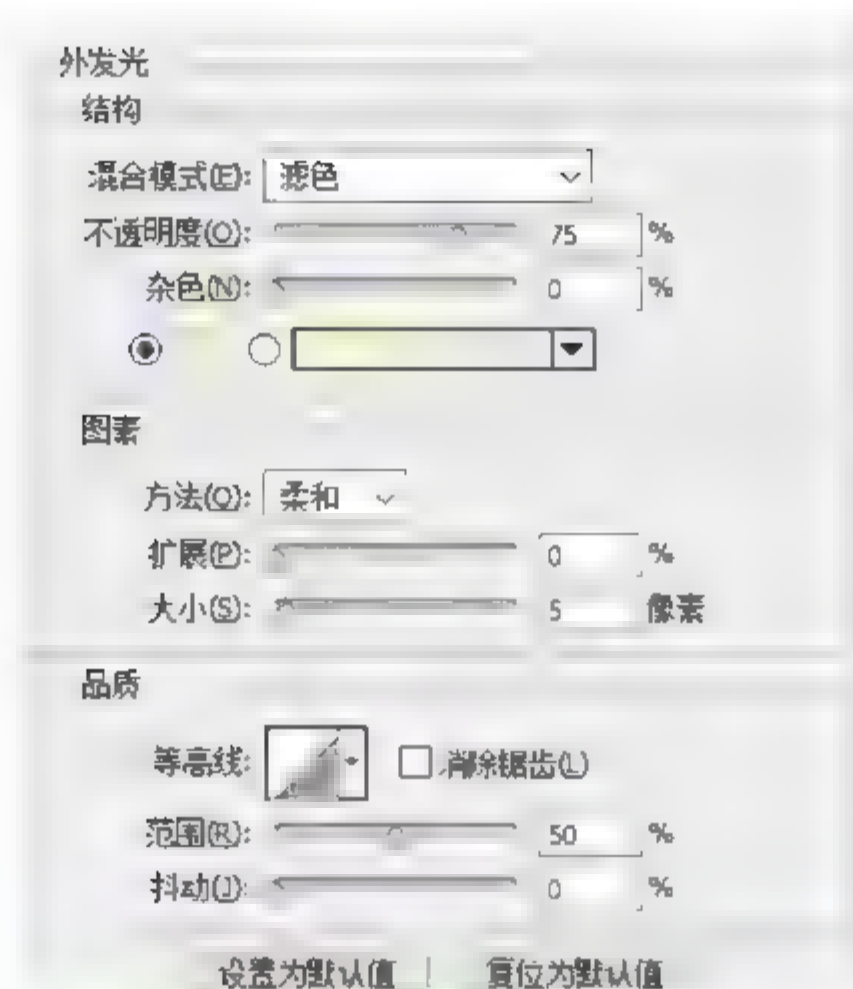 外发光
结构
混合模式(E): 滤色
不透明度(O): 75 %
杂色(N): 0 %
图素
方法(Q): 柔和
扩展(P): 0 %
大小(S): 5 像素
品质
等高线: 消除锯齿(L)
范围(R): 50 %
抖动(J): 0 %
设置为默认值 复位为默认值